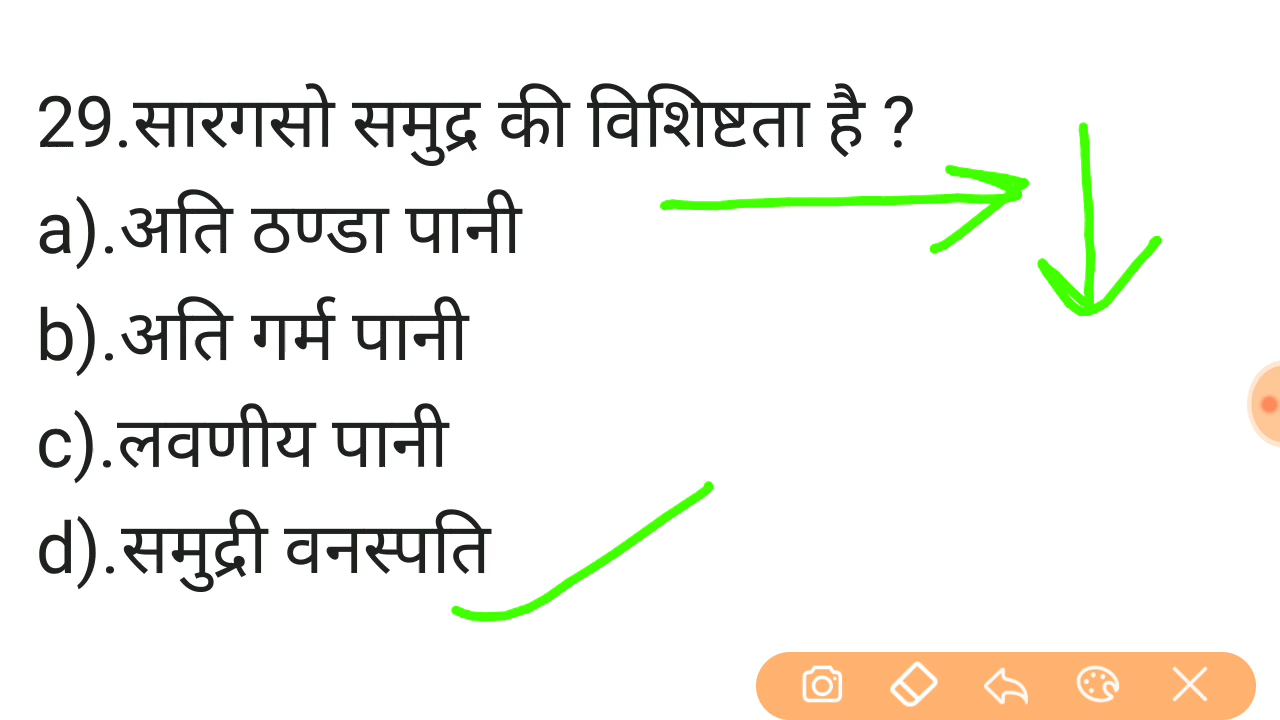 29.सारगसो समुद्र की विशिष्टता है ?
a).अति ठण्डा पानी
b).अति गर्म पानी
c).लवणीय पानी
d).समुद्री वनस्पति